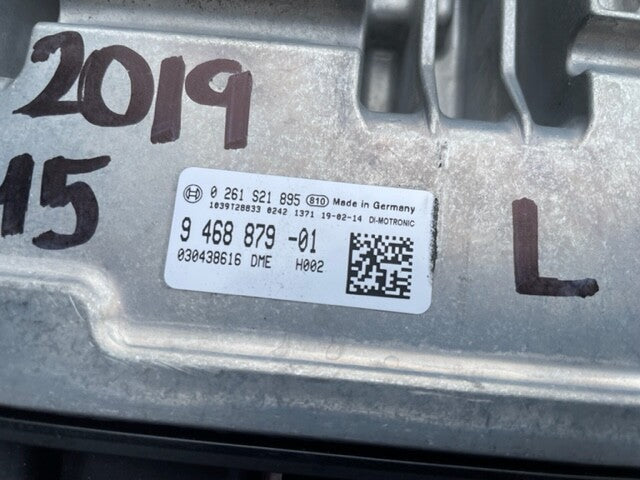 2019
M5
L
0 261 S21 895 810 Made in Germany
1039T28833 0242 1371 19-02-14 DI-MOTRONIC
9 468 879 -01
030438616 DME H002